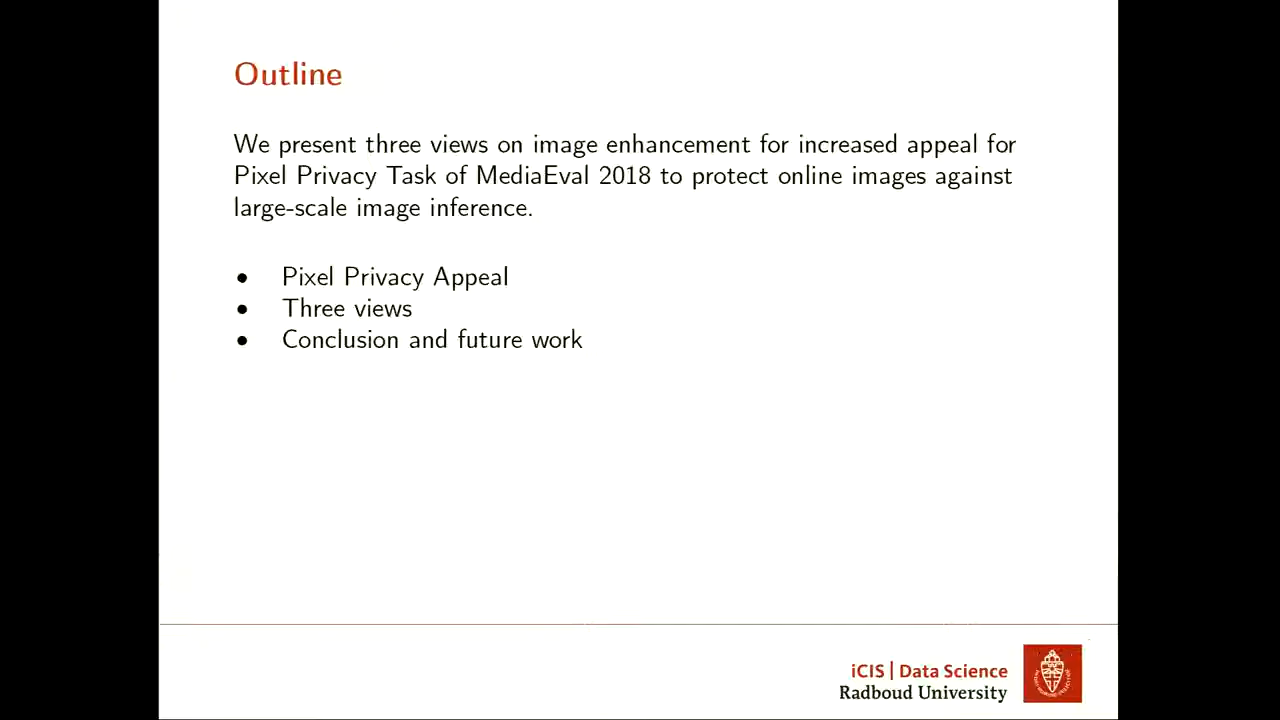 Outline
We present three views on image enhancement for increased appeal for
Pixel Privacy Task of MediaEval 2018 to protect online images against
large-scale image inference.
• Pixel Privacy Appeal
• Three views
• Conclusion and future work
iCIS | Data Science
Radboud University